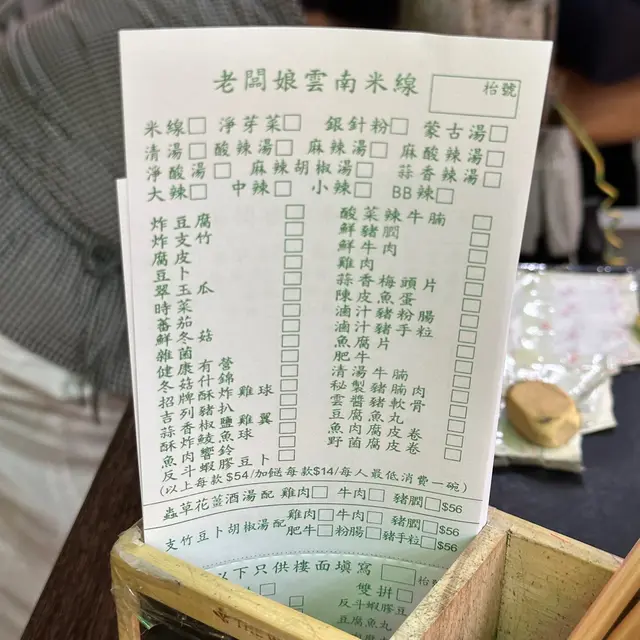 老闆娘雲南米線 枱號
米線□ 淨芽菜□ 銀針粉□ 蒙古湯□
清湯□ 酸辣湯□ 麻辣湯□ 麻酸辣湯□
淨酸湯□ 麻辣胡椒湯□ 蒜香辣湯□
大辣□ 中辣□ 小辣□ BB辣□
炸豆腐□
炸支竹□
腐皮□
豆卜□
翠玉瓜□
時菜□
番茄□
鮮冬菇□
雜菌□
健康有營□
冬菇什錦□
招牌酥炸雞球□
吉列豬扒□
蒜香椒鹽雞翼□
酥炸鯪魚球□
魚肉響鈴□
反斗蝦膠豆卜□
酸菜辣牛腩□
鮮豬膶□
鮮牛肉□
雞肉□
蒜香梅頭片□
陳皮魚蛋□
滷汁豬粉腸□
滷汁豬手粒□
魚腐片□
肥牛□
清湯牛腩□
秘製豬腩肉□
雲醬豬軟骨□
豆腐魚丸□
魚肉腐皮卷□
野菌腐皮卷□
(以上每款$54/加餸每款$14/每人最低消費一碗)
蟲草花薑酒湯配 雞肉□ 牛肉□ 豬膶□$56
支竹豆卜胡椒湯配 雞肉□ 牛肉□ 豬膶□$56
肥牛□ 粉腸□ 豬手粒□$56
以下只供樓面填寫 枱
雙拼□
反斗蝦膠豆
豆腐魚丸